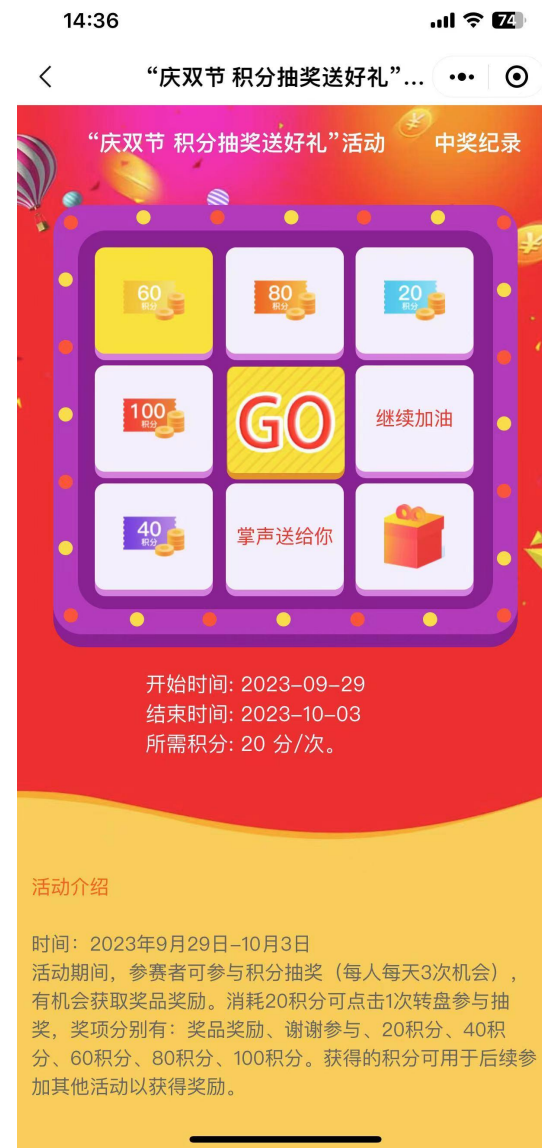 14:36
74
“庆双节 积分抽奖送好礼”...
“庆双节 积分抽奖送好礼”活动
中奖纪录
60
积分
80
积分
20
积分
100
积分
GO
继续加油
40
积分
掌声送给你
开始时间: 2023-09-29
结束时间: 2023-10-03
所需积分: 20 分/次。
活动介绍
时间：2023年9月29日-10月3日
活动期间，参赛者可参与积分抽奖（每人每天3次机会），
有机会获取奖品奖励。消耗20积分可点击1次转盘参与抽
奖，奖项分别有：奖品奖励、谢谢参与、20积分、40积
分、60积分、80积分、100积分。获得的积分可用于后续参
加其他活动以获得奖励。